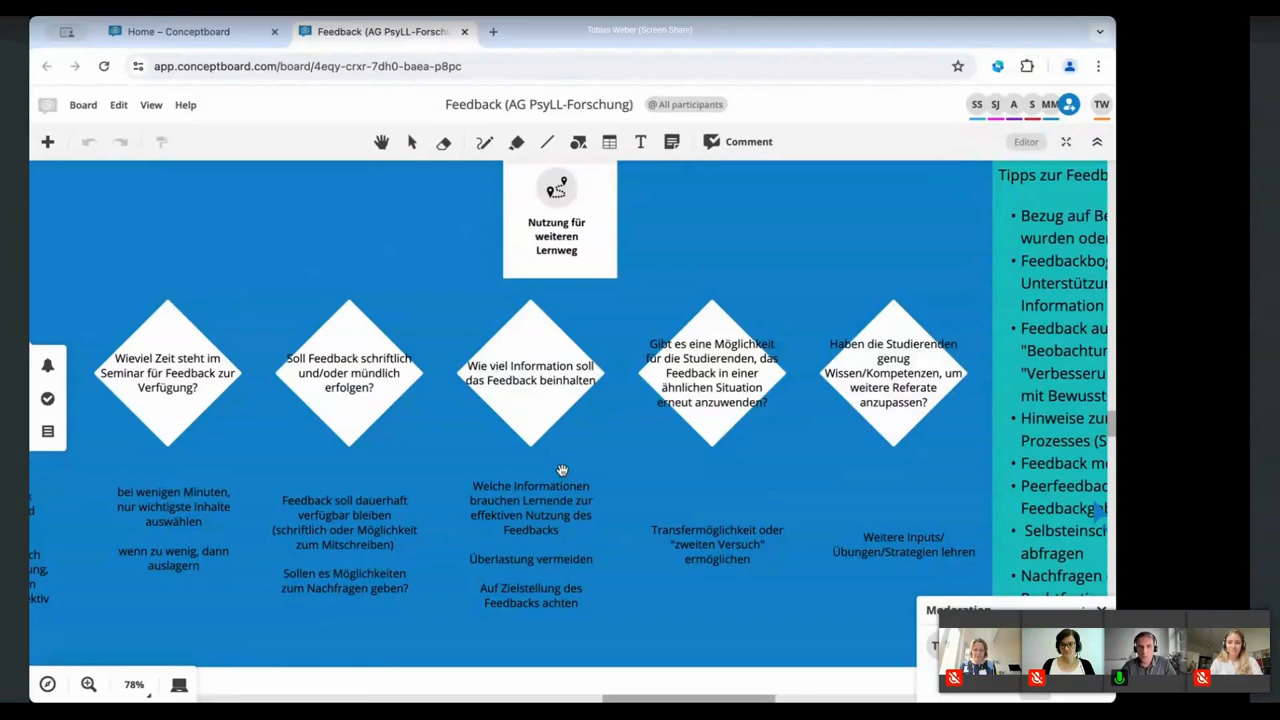 Home – Conceptboard
Feedback (AG PsyLL-Forsch
Tobias Weber (Screen Share)
app.conceptboard.com/board/4eqy-crxr-7dh0-baea-p8pc
Board Edit View Help
Feedback (AG PsyLL-Forschung)
@ All participants
SS SJ A S MM TW
Comment
Editor
Nutzung für
weiteren
Lernweg
Wieviel Zeit steht im
Seminar für Feedback zur
Verfügung?
Soll Feedback schriftlich
und/oder mündlich
erfolgen?
Wie viel Information soll
das Feedback beinhalten
Gibt es eine Möglichkeit
für die Studierenden, das
Feedback in einer
ähnlichen Situation
erneut anzuwenden?
Haben die Studierenden
genug
Wissen/Kompetenzen, um
weitere Referate
anzupassen?
bei wenigen Minuten,
nur wichtigste Inhalte
auswählen
wenn zu wenig, dann
auslagern
Feedback soll dauerhaft
verfügbar bleiben
(schriftlich oder Möglichkeit
zum Mitschreiben)
Sollen es Möglichkeiten
zum Nachfragen geben?
Welche Informationen
brauchen Lernende zur
effektiven Nutzung des
Feedbacks
Überlastung vermeiden
Auf Zielstellung des
Feedbacks achten
Transfermöglichkeit oder
"zweiten Versuch"
ermöglichen
Weitere Inputs/
Übungen/Strategien lehren
Tipps zur Feedb
• Bezug auf Be
wurden oder
• Feedbackbog
Unterstützun
Information
• Feedback au
"Beobachtun
"Verbesseru
mit Bewusst
• Hinweise zur
Prozesses (S
• Feedback mö
• Peerfeedbac
Feedbackgeb
• Selbsteinsch
abfragen
• Nachfragen
ektiv
Moderation
78%